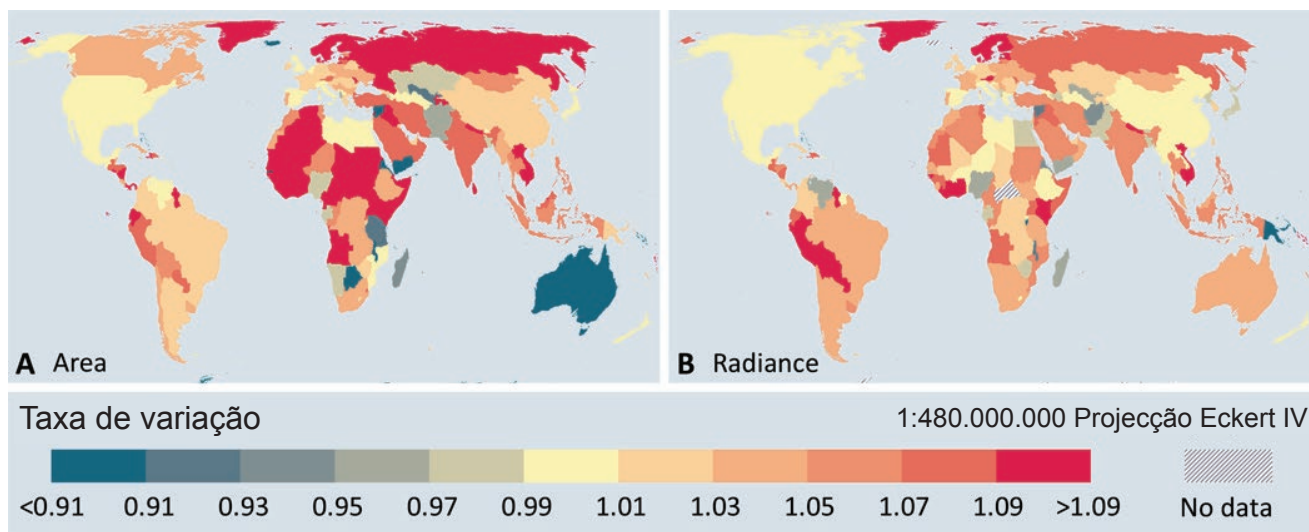 A Area
B Radiance
Taxa de variação
1:480.000.000 Projecção Eckert IV
<0.91 0.91 0.93 0.95 0.97 0.99 1.01 1.03 1.05 1.07 1.09 >1.09
No data